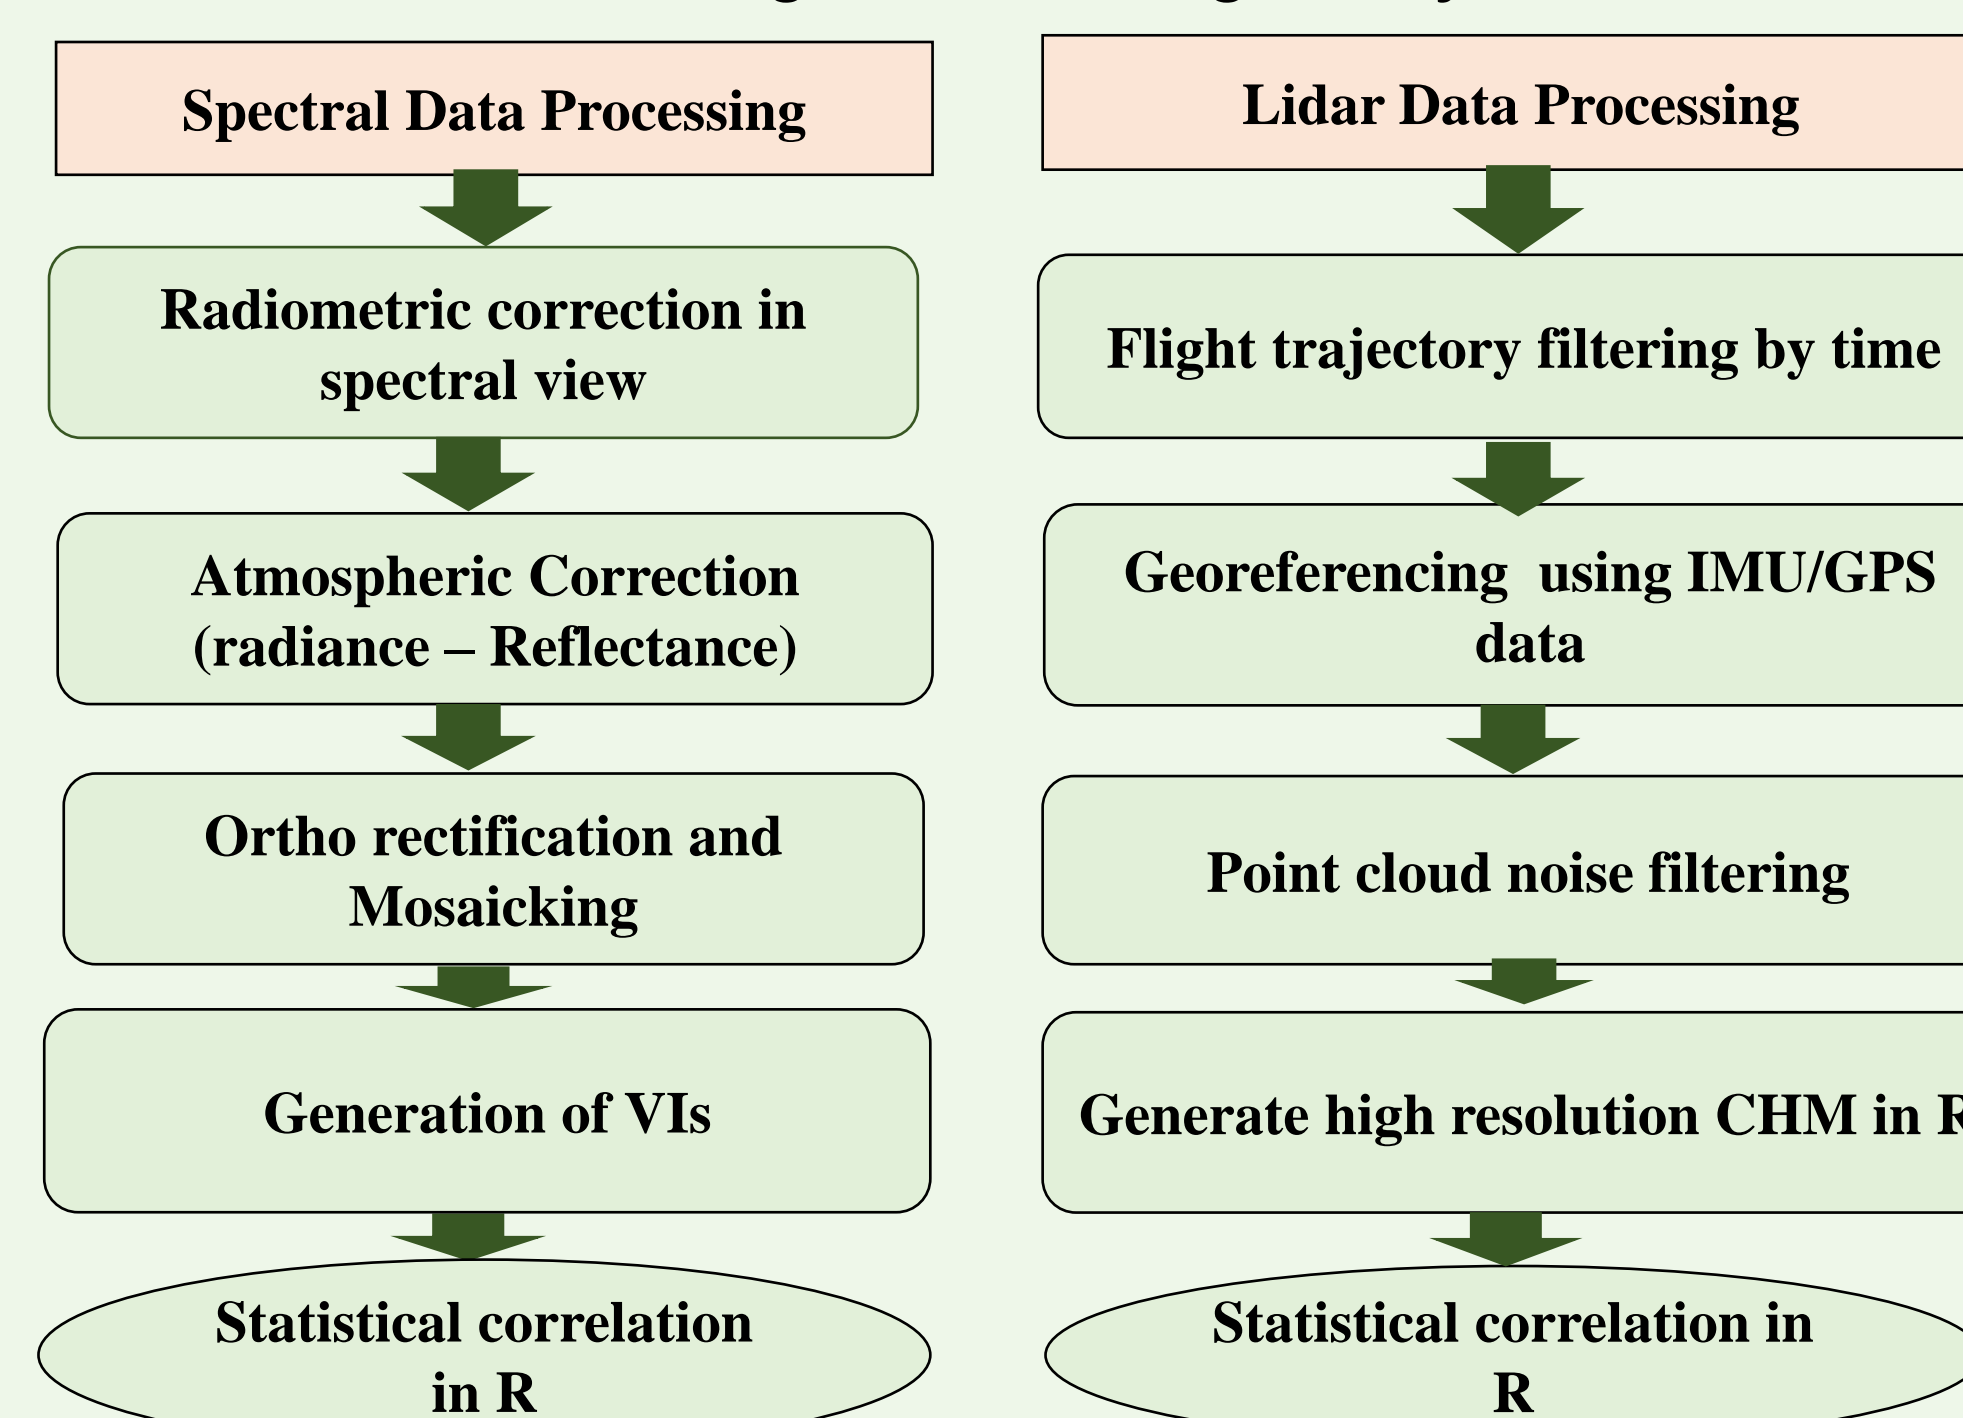 Spectral Data Processing
Radiometric correction in
spectral view
Atmospheric Correction
(radiance – Reflectance)
Ortho rectification and
Mosaicking
Generation of VIs
Statistical correlation
in R
Lidar Data Processing
Flight trajectory filtering by time
Georeferencing  using IMU/GPS
data
Point cloud noise filtering
Generate high resolution CHM in R
Statistical correlation in
R